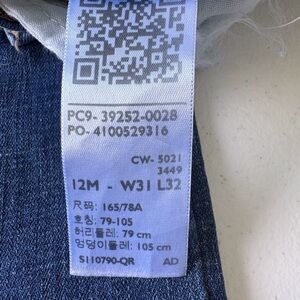 PC9- 39252-0028
PO- 4100529316
CW- 5021
3449
12M - W31 L32
尺码: 165/78A
호칭: 79-105
허리둘레: 79 cm
엉덩이둘레: 105 cm
S110790-QR AD